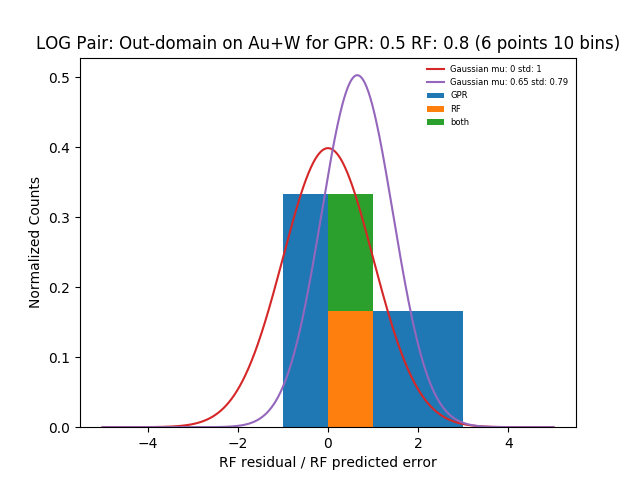 LOG Pair: Out-domain on Au+W for GPR: 0.5 RF: 0.8 (6 points 10 bins)
Gaussian mu: 0 std: 1
Gaussian mu: 0.65 std: 0.79
GPR
RF
both
Normalized Counts
0.5
0.4
0.3
0.2
0.1
0.0
−4
−2
0
2
4
RF residual / RF predicted error